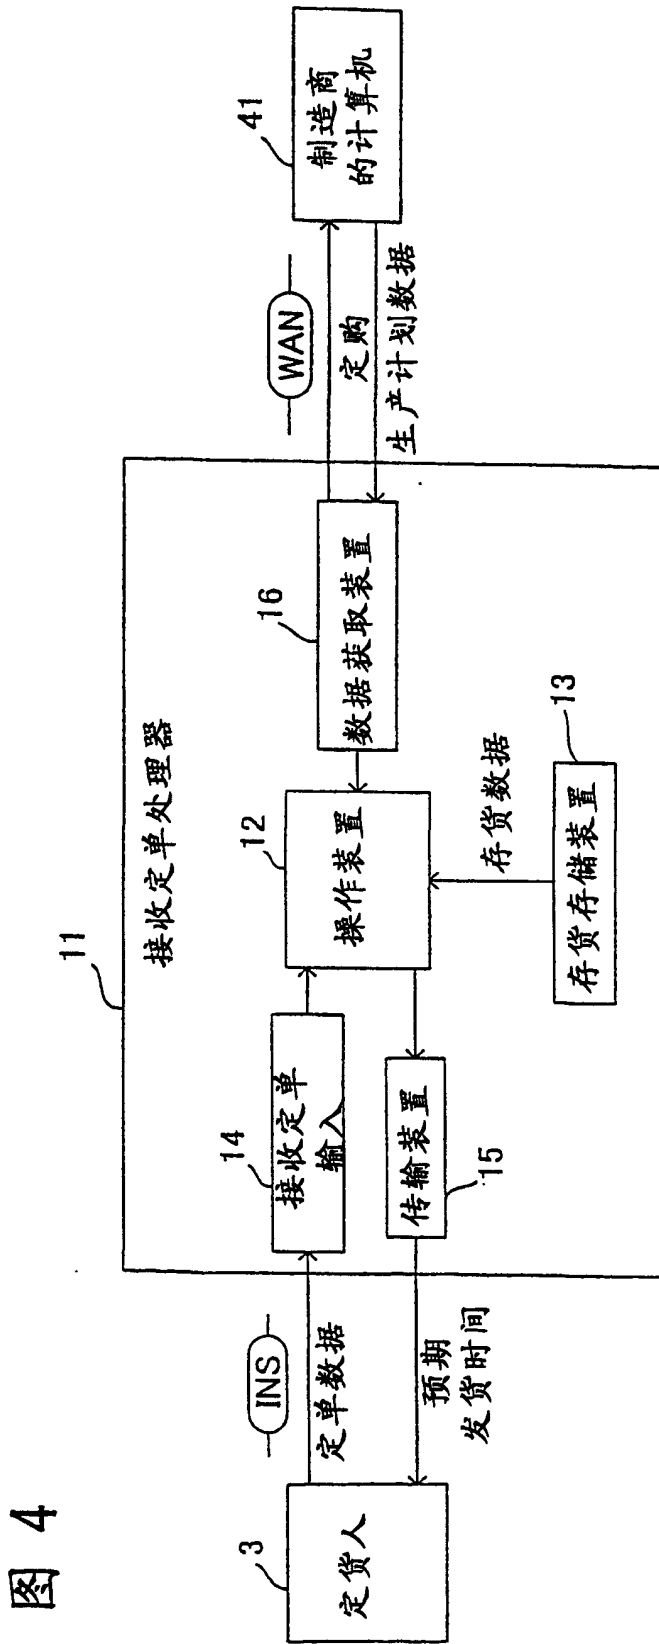 图 4
3
定货人
INS
定单数据
预期
发货时间
11
接收定单处理器
14
接收定单
输入
传输装置
15
12
操作装置
存货数据
13
存货存储装置
16
数据获取装置
WAN
定购
生产计划数据
41
制造商
的计算机